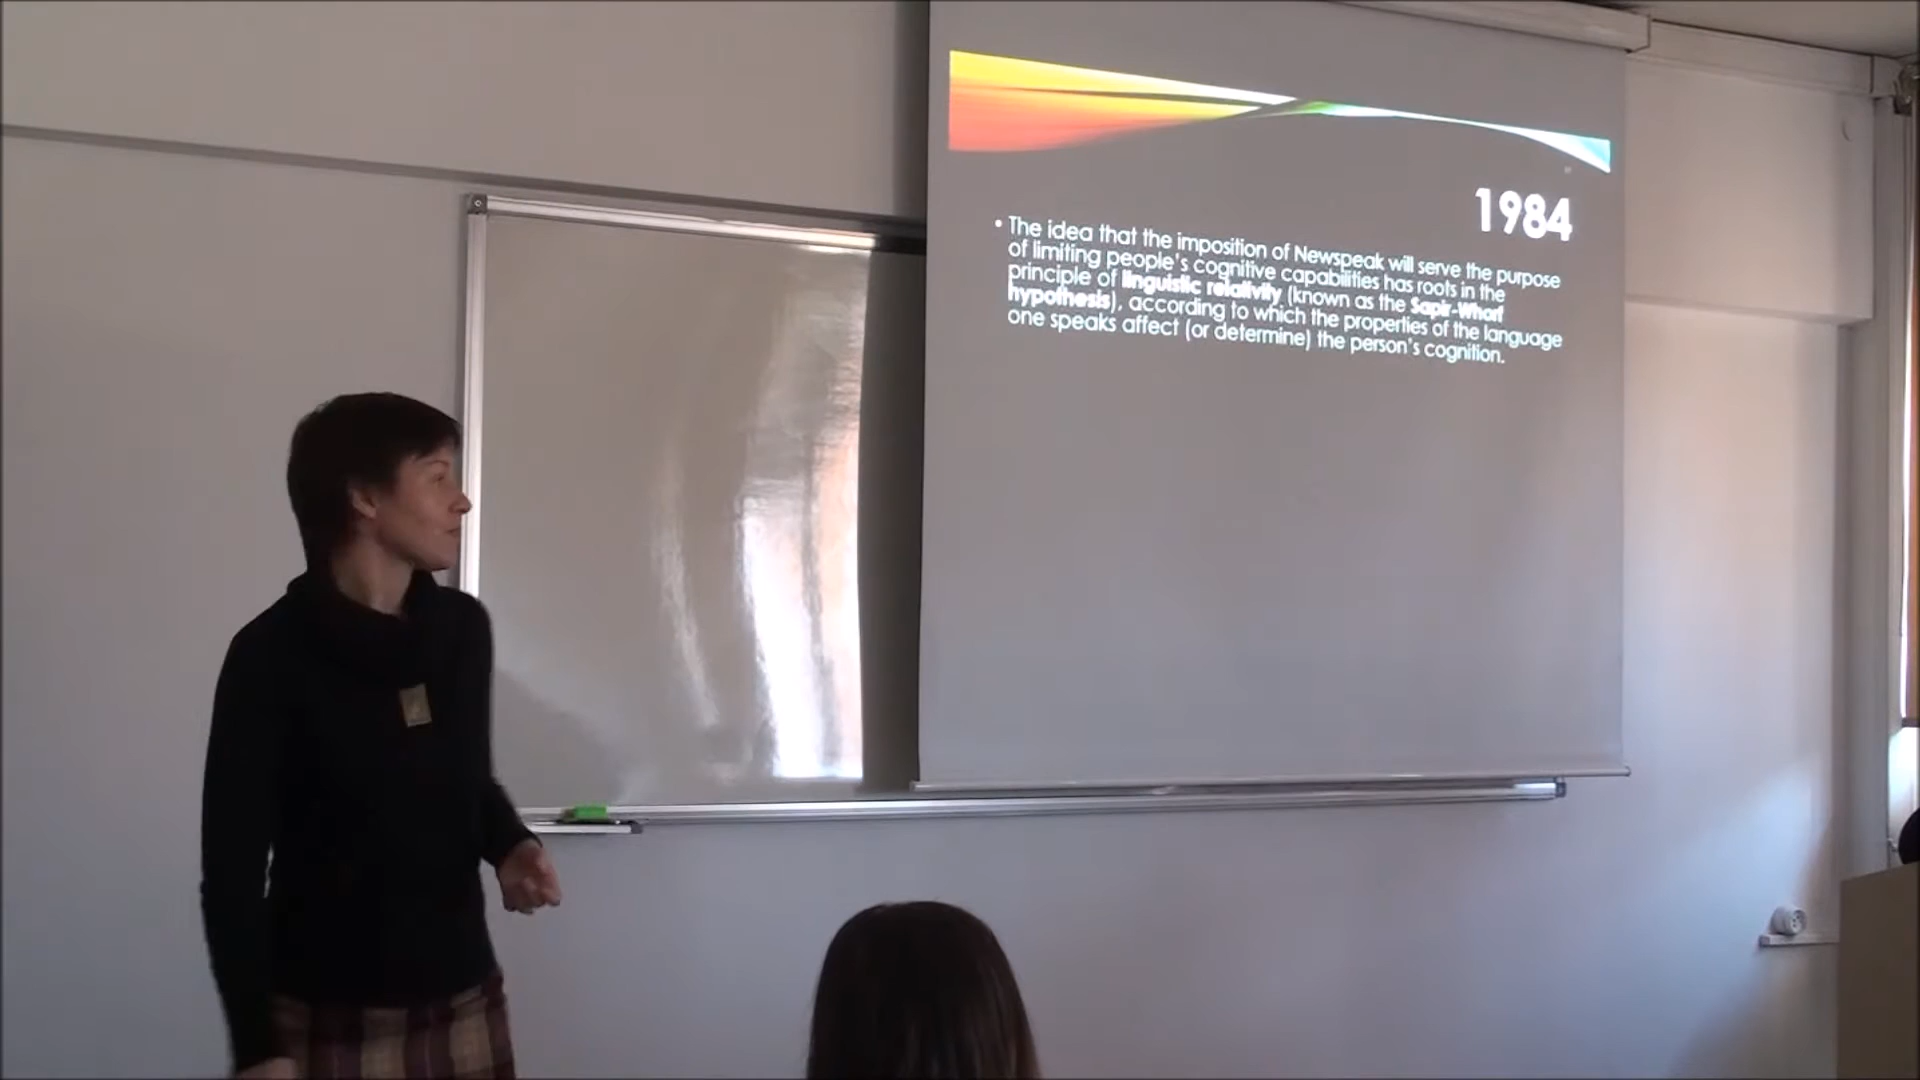 1984
• The idea that the imposition of Newspeak will serve the purpose
of limiting people's cognitive capabilities has roots in the
principle of linguistic relativity (known as the Sapir-Whorf
hypothesis), according to which the properties of the language
one speaks affect (or determine) the person's cognition.